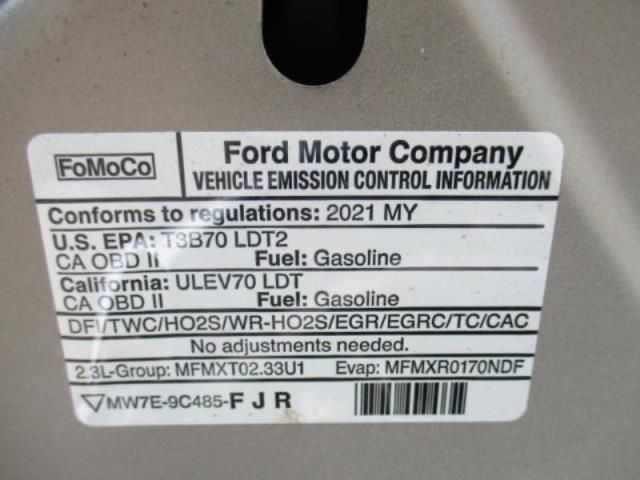 FoMoCo
Ford Motor Company
VEHICLE EMISSION CONTROL INFORMATION
Conforms to regulations: 2021 MY
U.S. EPA: T3B70 LDT2
CA OBD II Fuel: Gasoline
California: ULEV70 LDT
CA OBD II Fuel: Gasoline
DFI/TWC/HO2S/WR-HO2S/EGR/EGRC/TC/CAC
No adjustments needed.
2.3L-Group: MFMXT02.33U1 Evap: MFMXR0170NDF
MW7E-9C485-F J R